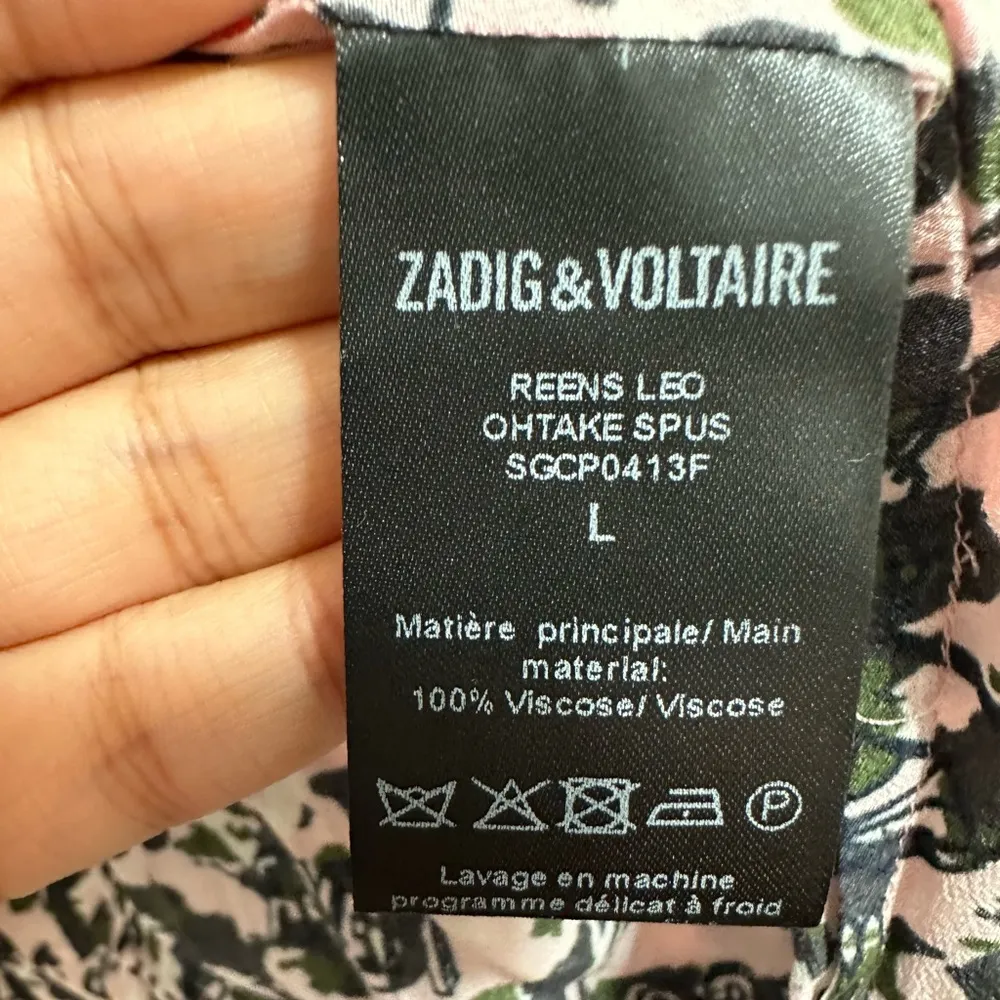 ZADIG&VOLTAIRE
REENS LEO
OHTAKE SPUS
SGCP0413F
L
Matière principale/ Main
material:
100% Viscose/ Viscose
P
Lavage en machine
programme délicat à froid